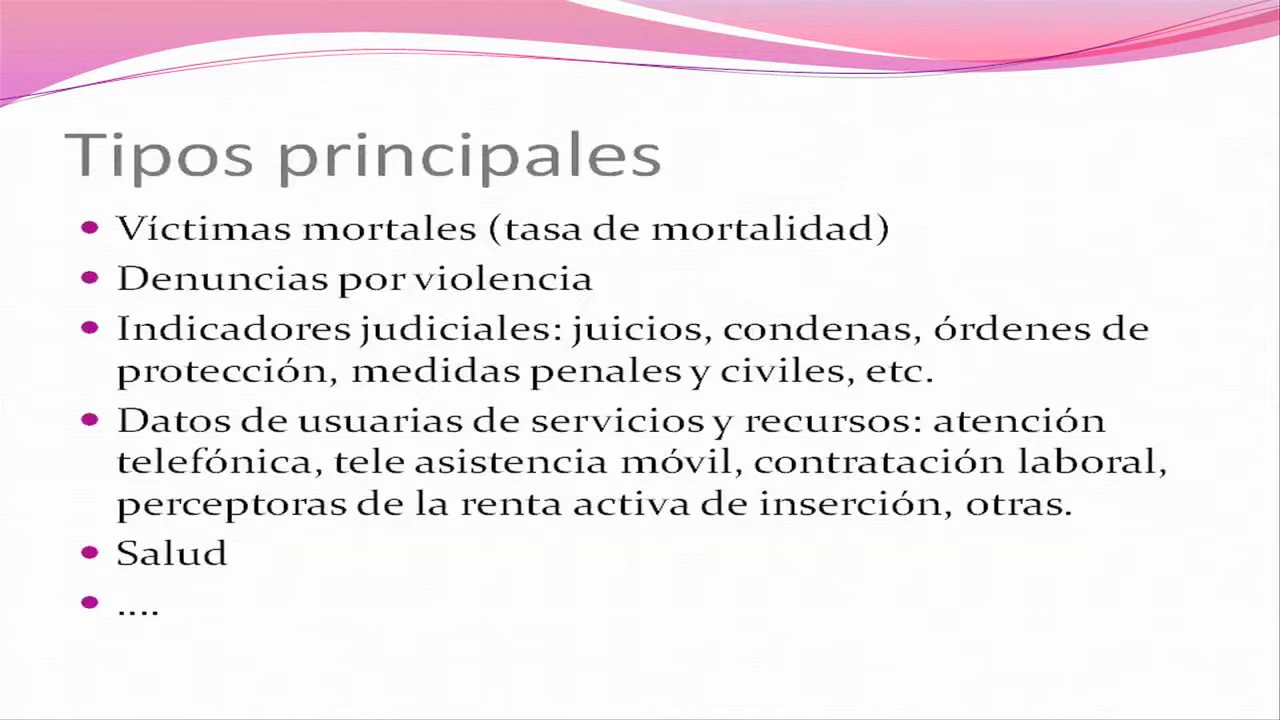 Tipos principales
• Víctimas mortales (tasa de mortalidad)
• Denuncias por violencia
• Indicadores judiciales: juicios, condenas, órdenes de
protección, medidas penales y civiles, etc.
• Datos de usuarias de servicios y recursos: atención
telefónica, tele asistencia móvil, contratación laboral,
perceptoras de la renta activa de inserción, otras.
• Salud
• ....